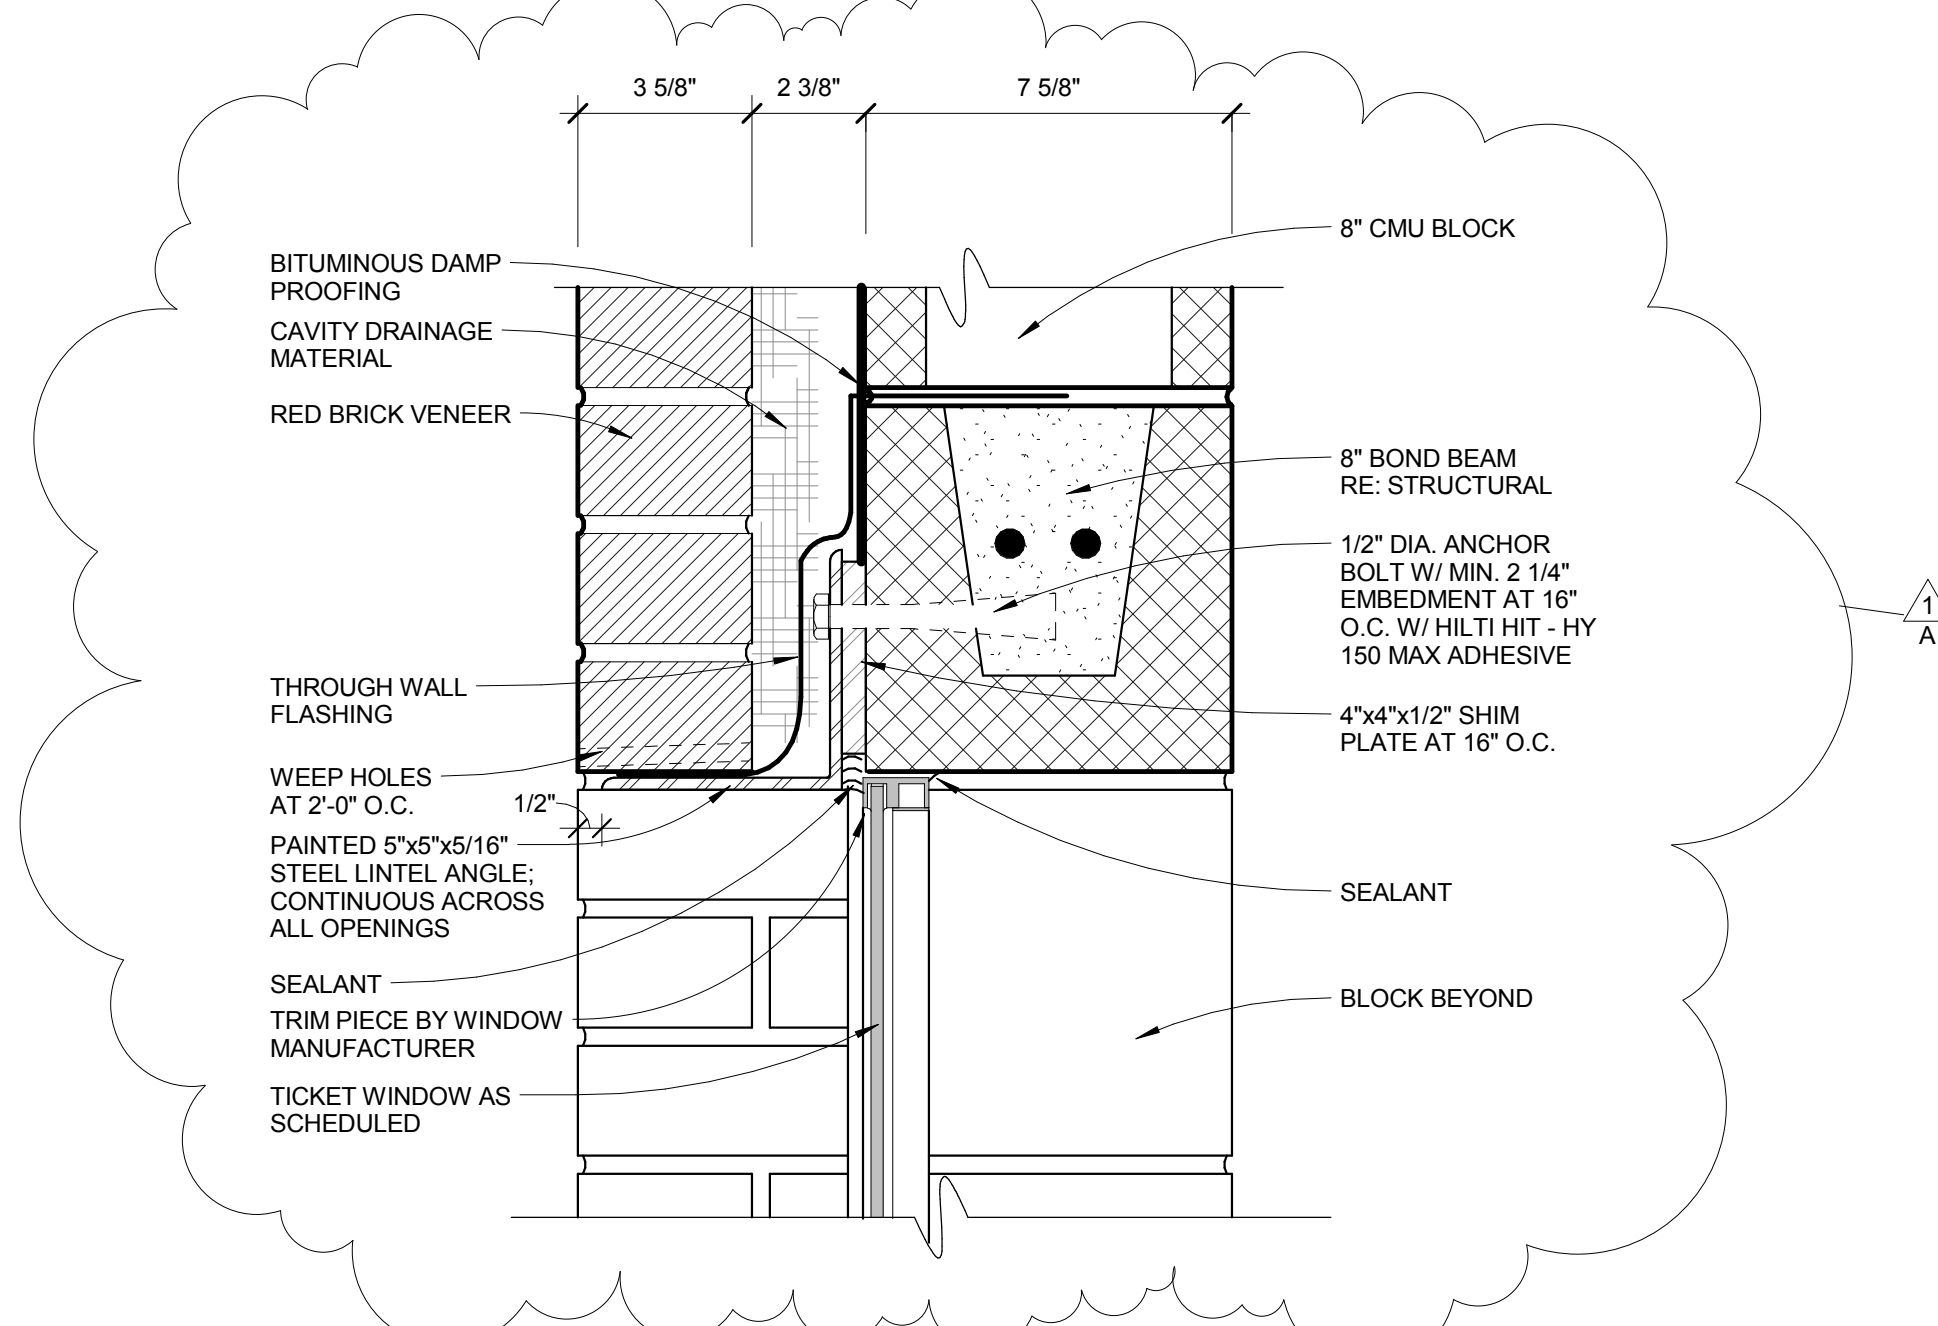 3 5/8"
2 3/8"
7 5/8"
BITUMINOUS DAMP
PROOFING
CAVITY DRAINAGE
MATERIAL
RED BRICK VENEER
THROUGH WALL
FLASHING
WEEP HOLES
AT 2'-0" O.C.
1/2"
PAINTED 5"x5"x5/16"
STEEL LINTEL ANGLE;
CONTINUOUS ACROSS
ALL OPENINGS
SEALANT
TRIM PIECE BY WINDOW
MANUFACTURER
TICKET WINDOW AS
SCHEDULED
8" CMU BLOCK
8" BOND BEAM
RE: STRUCTURAL
1/2" DIA. ANCHOR
BOLT W/ MIN. 2 1/4"
EMBEDMENT AT 16"
O.C. W/ HILTI HIT - HY
150 MAX ADHESIVE
4"x4"x1/2" SHIM
PLATE AT 16" O.C.
SEALANT
BLOCK BEYOND
1
A